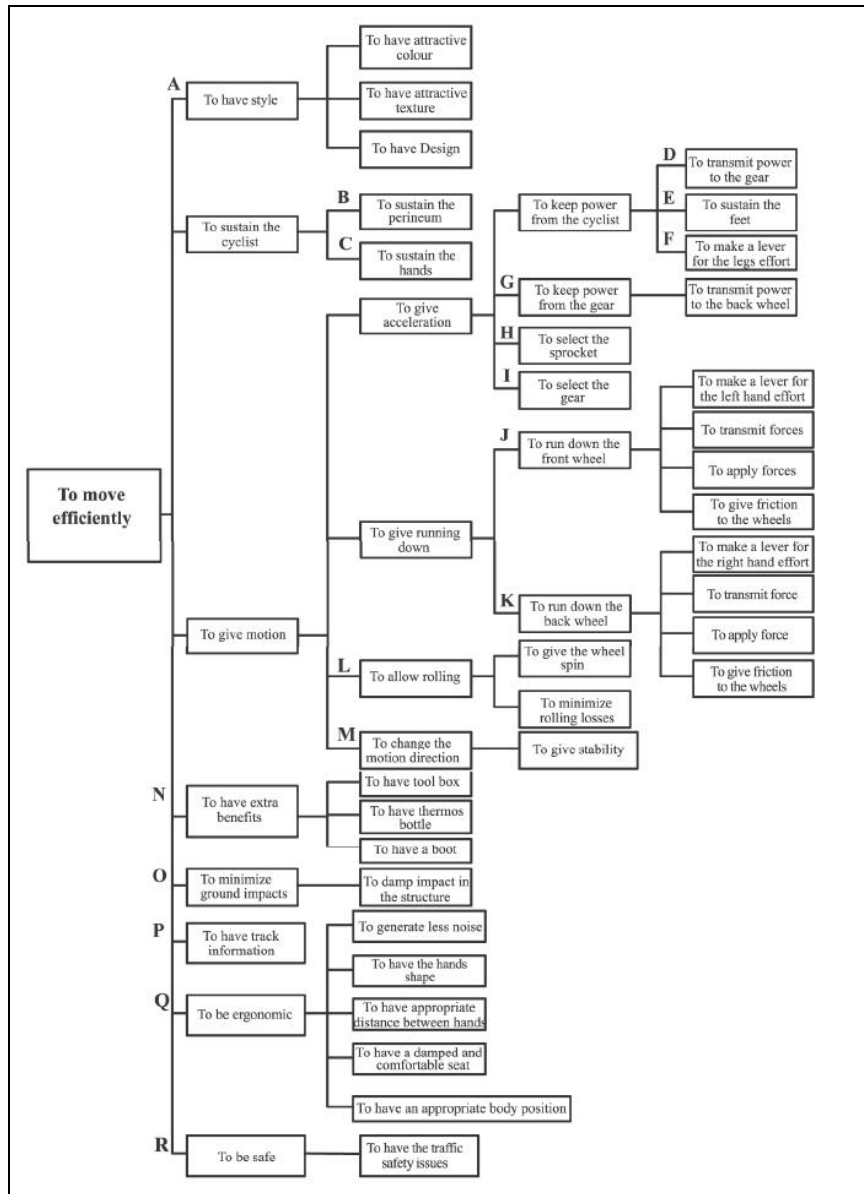 To move
efficiently
A
To have style
To have attractive
colour
To have attractive
texture
To have Design
To sustain the
cyclist
B
To sustain the
perineum
C
To sustain the
hands
To give motion
To give
acceleration
To keep power
from the cyclist
D
To transmit power
to the gear
E
To sustain the
feet
F
To make a lever
for the legs effort
G
To keep power
from the gear
To transmit power
to the back wheel
H
To select the
sprocket
I
To select the
gear
To give running
down
J
To run down the
front wheel
To make a lever for
the left hand effort
To transmit forces
To apply forces
To give friction
to the wheels
K
To run down the
back wheel
To make a lever for
the right hand effort
To transmit force
To apply force
To give friction
to the wheels
L
To allow rolling
To give the wheel
spin
To minimize
rolling losses
M
To change the
motion direction
To give stability
N
To have extra
benefits
To have tool box
To have thermos
bottle
To have a boot
O
To minimize
ground impacts
To damp impact in
the structure
P
To have track
information
Q
To be ergonomic
To generate less noise
To have the hands
shape
To have appropriate
distance between hands
To have a damped and
comfortable seat
To have an appropriate body position
R
To be safe
To have the traffic
safety issues